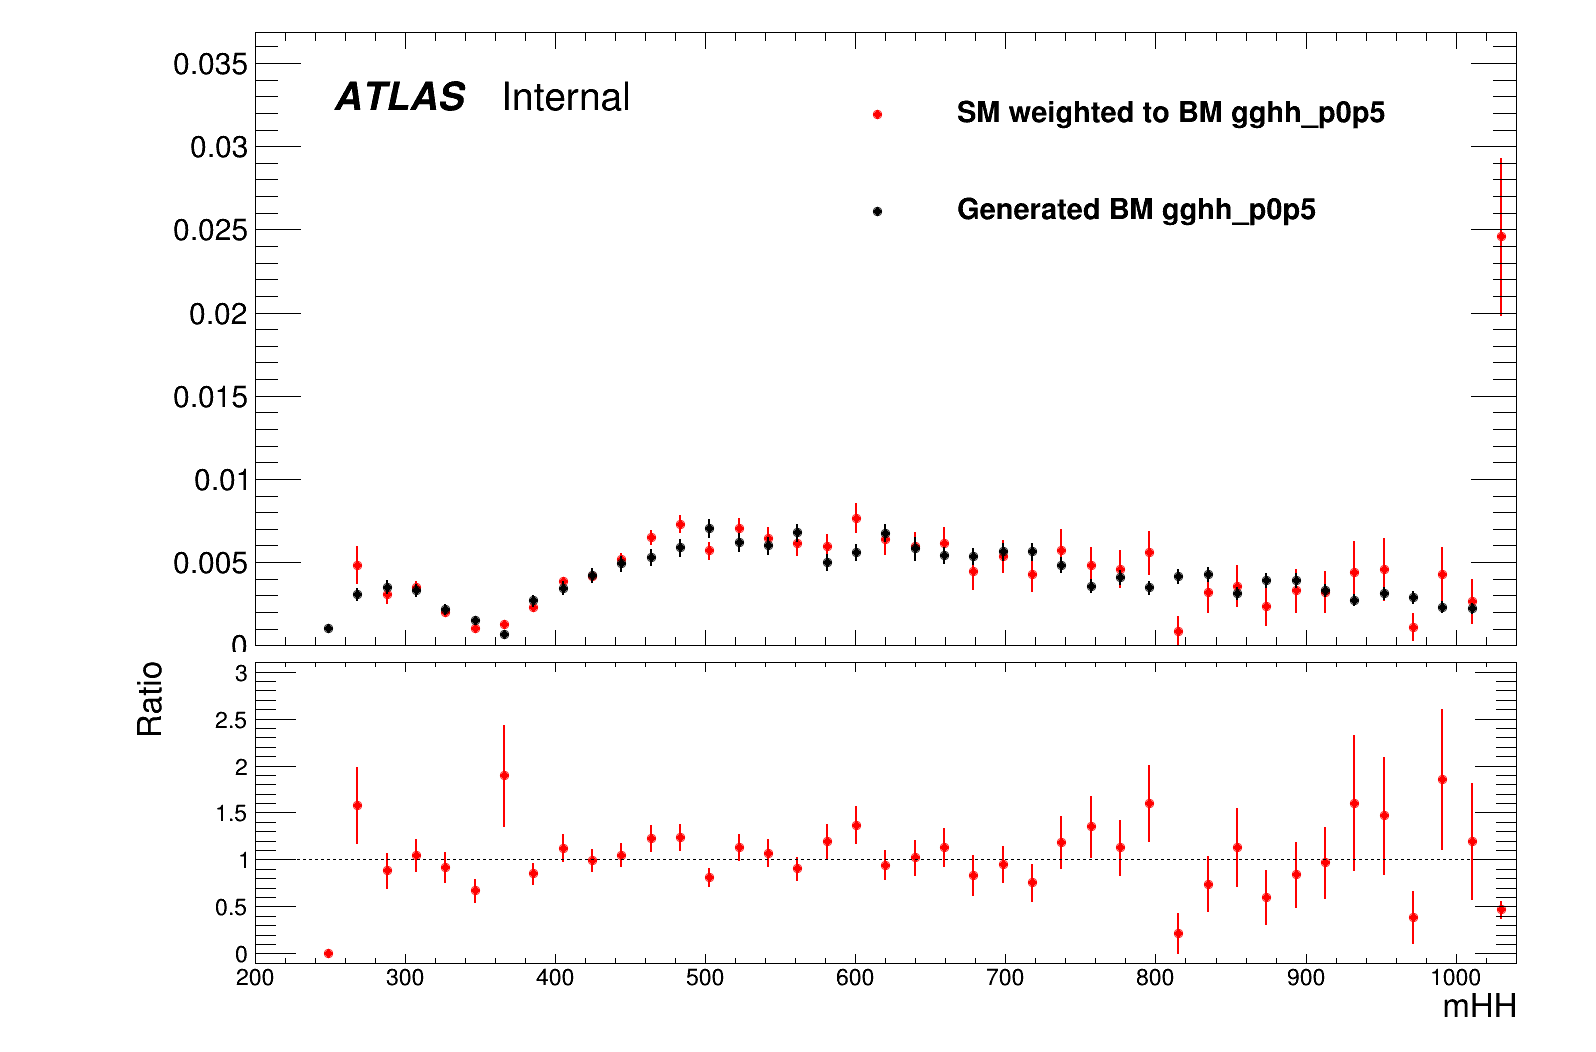 0.035
ATLAS Internal
SM weighted to BM gghh_p0p5
0.03
Generated BM gghh_p0p5
0.025
0.02
0.015
0.01
0.005
0
Ratio
3
2.5
2
1.5
1
0.5
0
200 300 400 500 600 700 800 900 1000
mHH